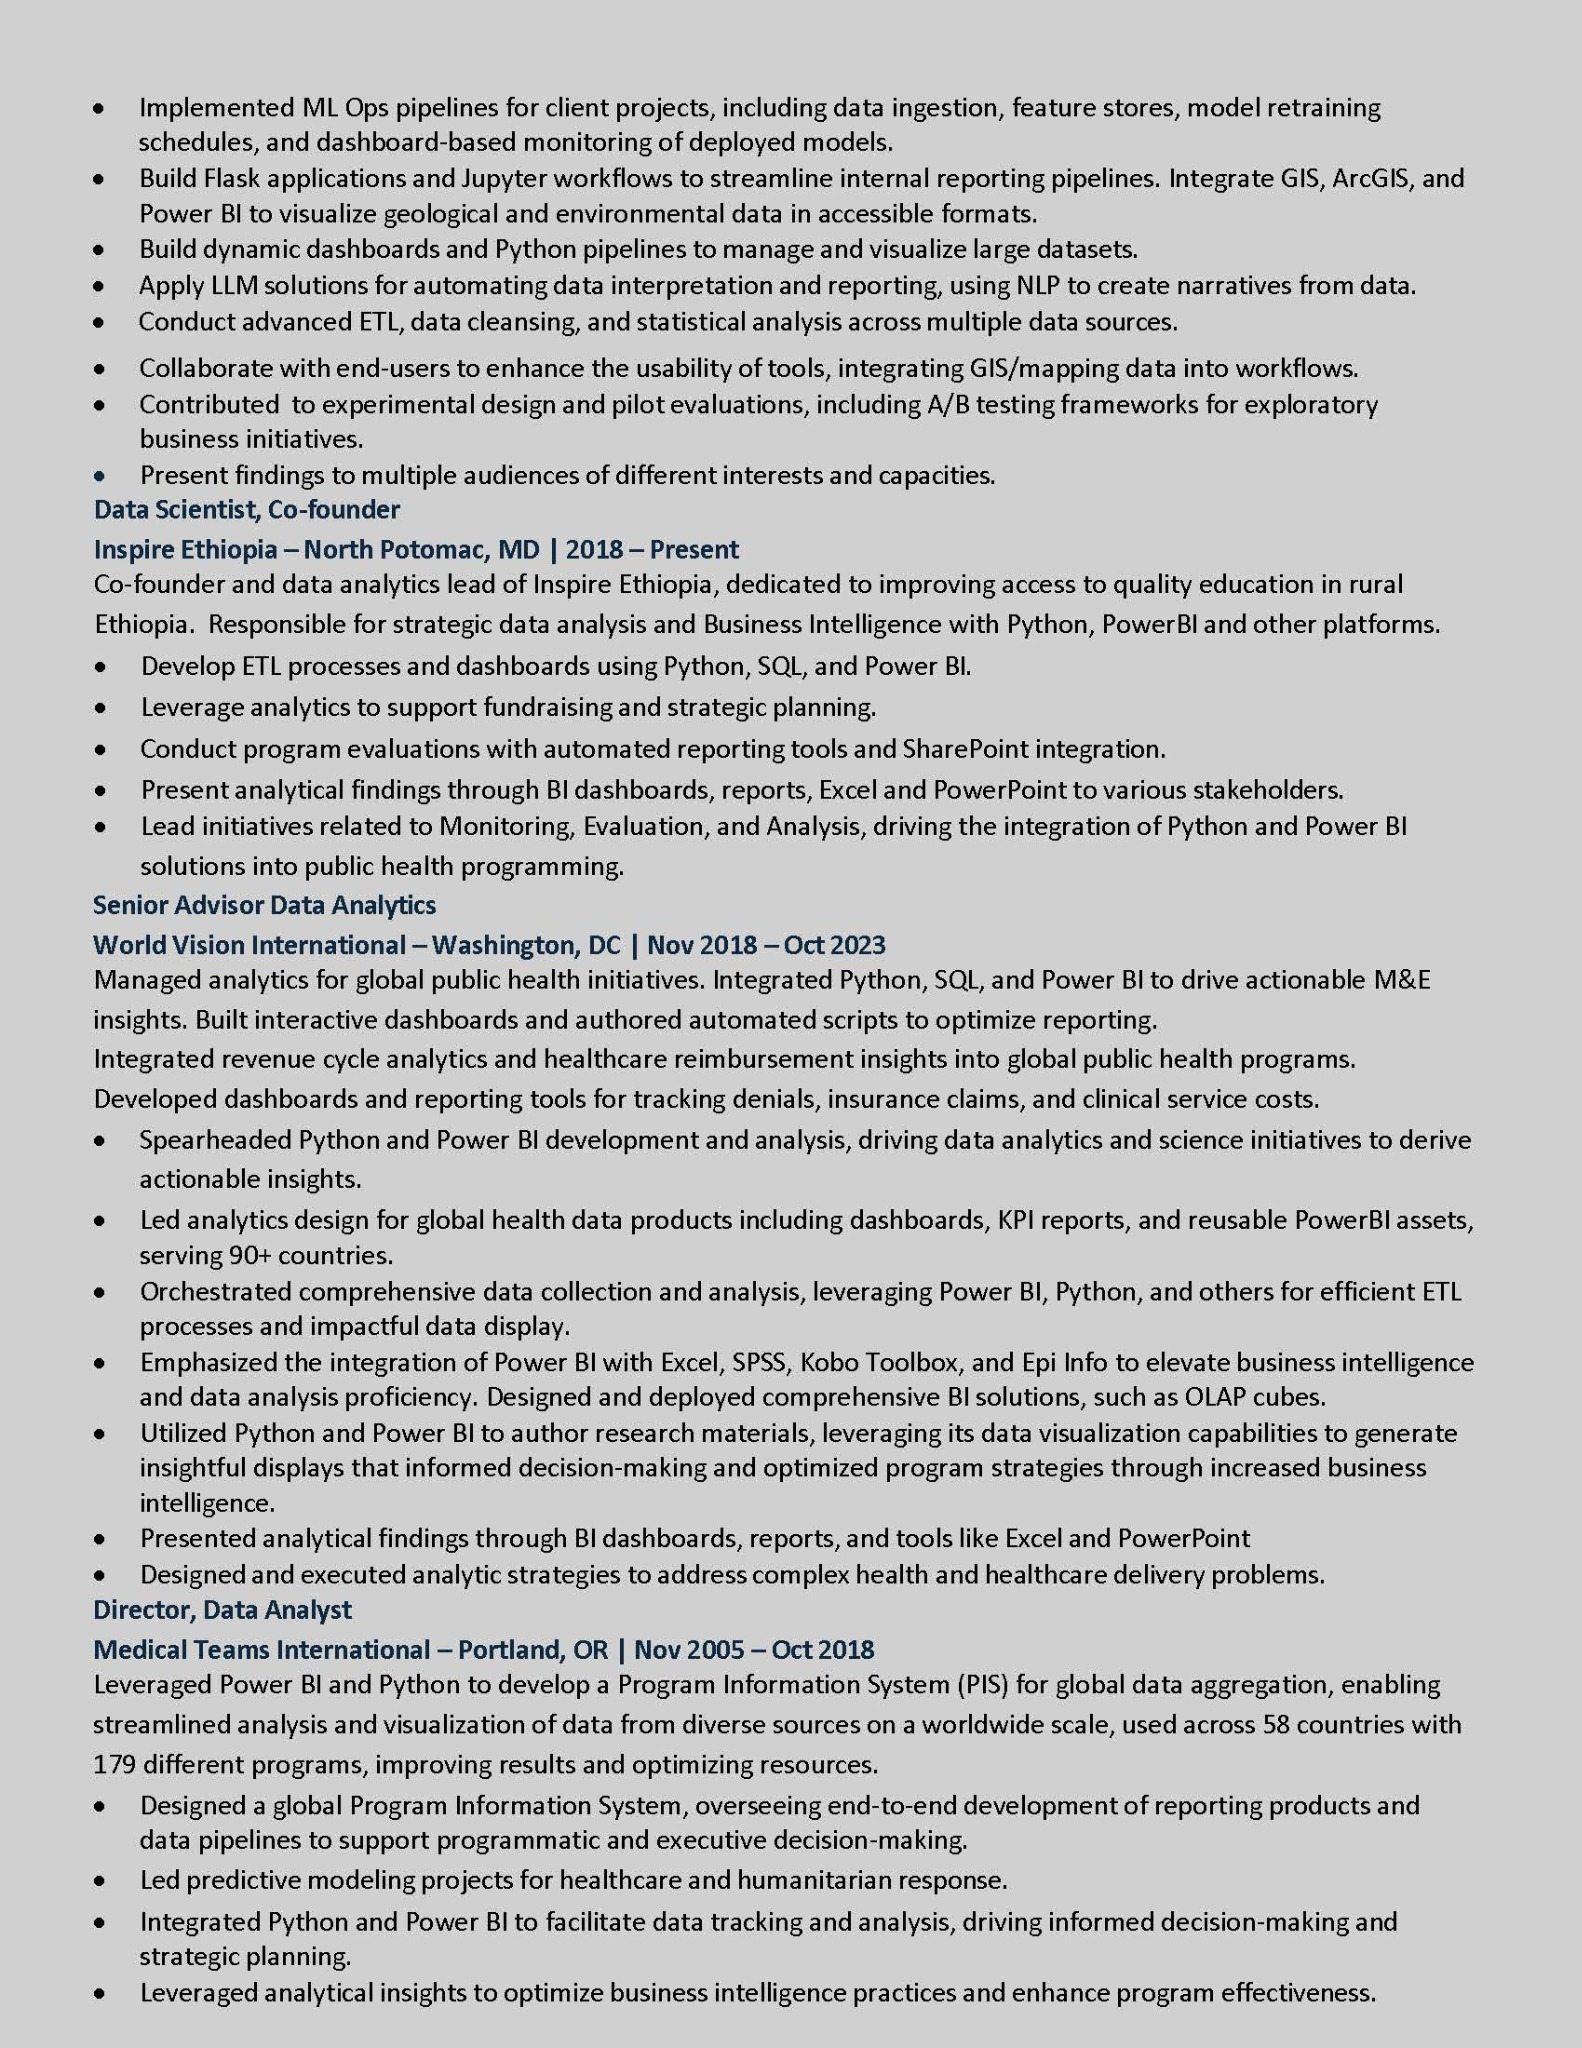 • Implemented ML Ops pipelines for client projects, including data ingestion, feature stores, model retraining
schedules, and dashboard-based monitoring of deployed models.
• Build Flask applications and Jupyter workflows to streamline internal reporting pipelines. Integrate GIS, ArcGIS, and
Power BI to visualize geological and environmental data in accessible formats.
• Build dynamic dashboards and Python pipelines to manage and visualize large datasets.
• Apply LLM solutions for automating data interpretation and reporting, using NLP to create narratives from data.
• Conduct advanced ETL, data cleansing, and statistical analysis across multiple data sources.
• Collaborate with end-users to enhance the usability of tools, integrating GIS/mapping data into workflows.
• Contributed  to experimental design and pilot evaluations, including A/B testing frameworks for exploratory
business initiatives.
• Present findings to multiple audiences of different interests and capacities.
Data Scientist, Co-founder
Inspire Ethiopia – North Potomac, MD | 2018 – Present
Co-founder and data analytics lead of Inspire Ethiopia, dedicated to improving access to quality education in rural
Ethiopia.  Responsible for strategic data analysis and Business Intelligence with Python, PowerBI and other platforms.
• Develop ETL processes and dashboards using Python, SQL, and Power BI.
• Leverage analytics to support fundraising and strategic planning.
• Conduct program evaluations with automated reporting tools and SharePoint integration.
• Present analytical findings through BI dashboards, reports, Excel and PowerPoint to various stakeholders.
• Lead initiatives related to Monitoring, Evaluation, and Analysis, driving the integration of Python and Power BI
solutions into public health programming.
Senior Advisor Data Analytics
World Vision International – Washington, DC | Nov 2018 – Oct 2023
Managed analytics for global public health initiatives. Integrated Python, SQL, and Power BI to drive actionable M&E
insights. Built interactive dashboards and authored automated scripts to optimize reporting.
Integrated revenue cycle analytics and healthcare reimbursement insights into global public health programs.
Developed dashboards and reporting tools for tracking denials, insurance claims, and clinical service costs.
• Spearheaded Python and Power BI development and analysis, driving data analytics and science initiatives to derive
actionable insights.
• Led analytics design for global health data products including dashboards, KPI reports, and reusable PowerBI assets,
serving 90+ countries.
• Orchestrated comprehensive data collection and analysis, leveraging Power BI, Python, and others for efficient ETL
processes and impactful data display.
• Emphasized the integration of Power BI with Excel, SPSS, Kobo Toolbox, and Epi Info to elevate business intelligence
and data analysis proficiency. Designed and deployed comprehensive BI solutions, such as OLAP cubes.
• Utilized Python and Power BI to author research materials, leveraging its data visualization capabilities to generate
insightful displays that informed decision-making and optimized program strategies through increased business
intelligence.
• Presented analytical findings through BI dashboards, reports, and tools like Excel and PowerPoint
• Designed and executed analytic strategies to address complex health and healthcare delivery problems.
Director, Data Analyst
Medical Teams International – Portland, OR | Nov 2005 – Oct 2018
Leveraged Power BI and Python to develop a Program Information System (PIS) for global data aggregation, enabling
streamlined analysis and visualization of data from diverse sources on a worldwide scale, used across 58 countries with
179 different programs, improving results and optimizing resources.
• Designed a global Program Information System, overseeing end-to-end development of reporting products and
data pipelines to support programmatic and executive decision-making.
• Led predictive modeling projects for healthcare and humanitarian response.
• Integrated Python and Power BI to facilitate data tracking and analysis, driving informed decision-making and
strategic planning.
• Leveraged analytical insights to optimize business intelligence practices and enhance program effectiveness.